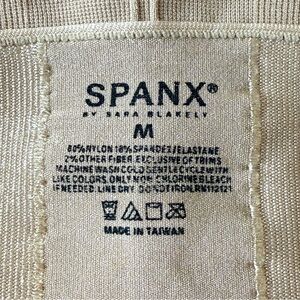 SPANX®
BY SARA BLAKELY
M
80%NYLON 18%SPANDEX/ELASTANE
2%OTHER FIBER. EXCLUSIVE OF TRIMS
MACHINE WASH COLD GENTLE CYCLE WITH
LIKE COLORS. ONLY NON-CHLORINE BLEACH
IF NEEDED. LINE DRY. DO NOT IRON. RN112121
MADE IN TAIWAN